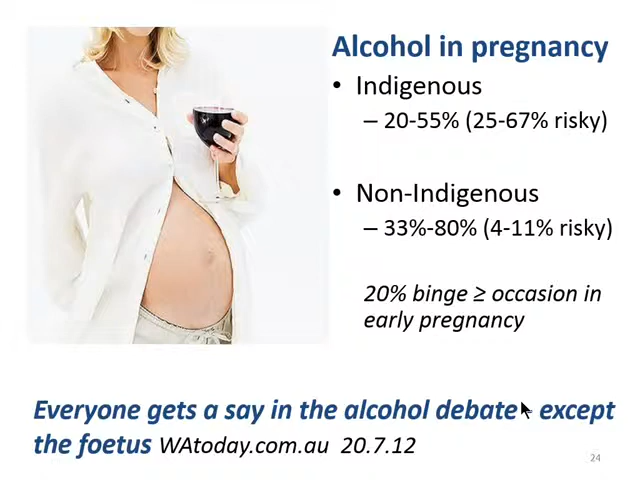 Alcohol in pregnancy
• Indigenous
– 20-55% (25-67% risky)
• Non-Indigenous
– 33%-80% (4-11% risky)
20% binge ≥ occasion in
early pregnancy
Everyone gets a say in the alcohol debate – except
the foetus WAtoday.com.au 20.7.12
24